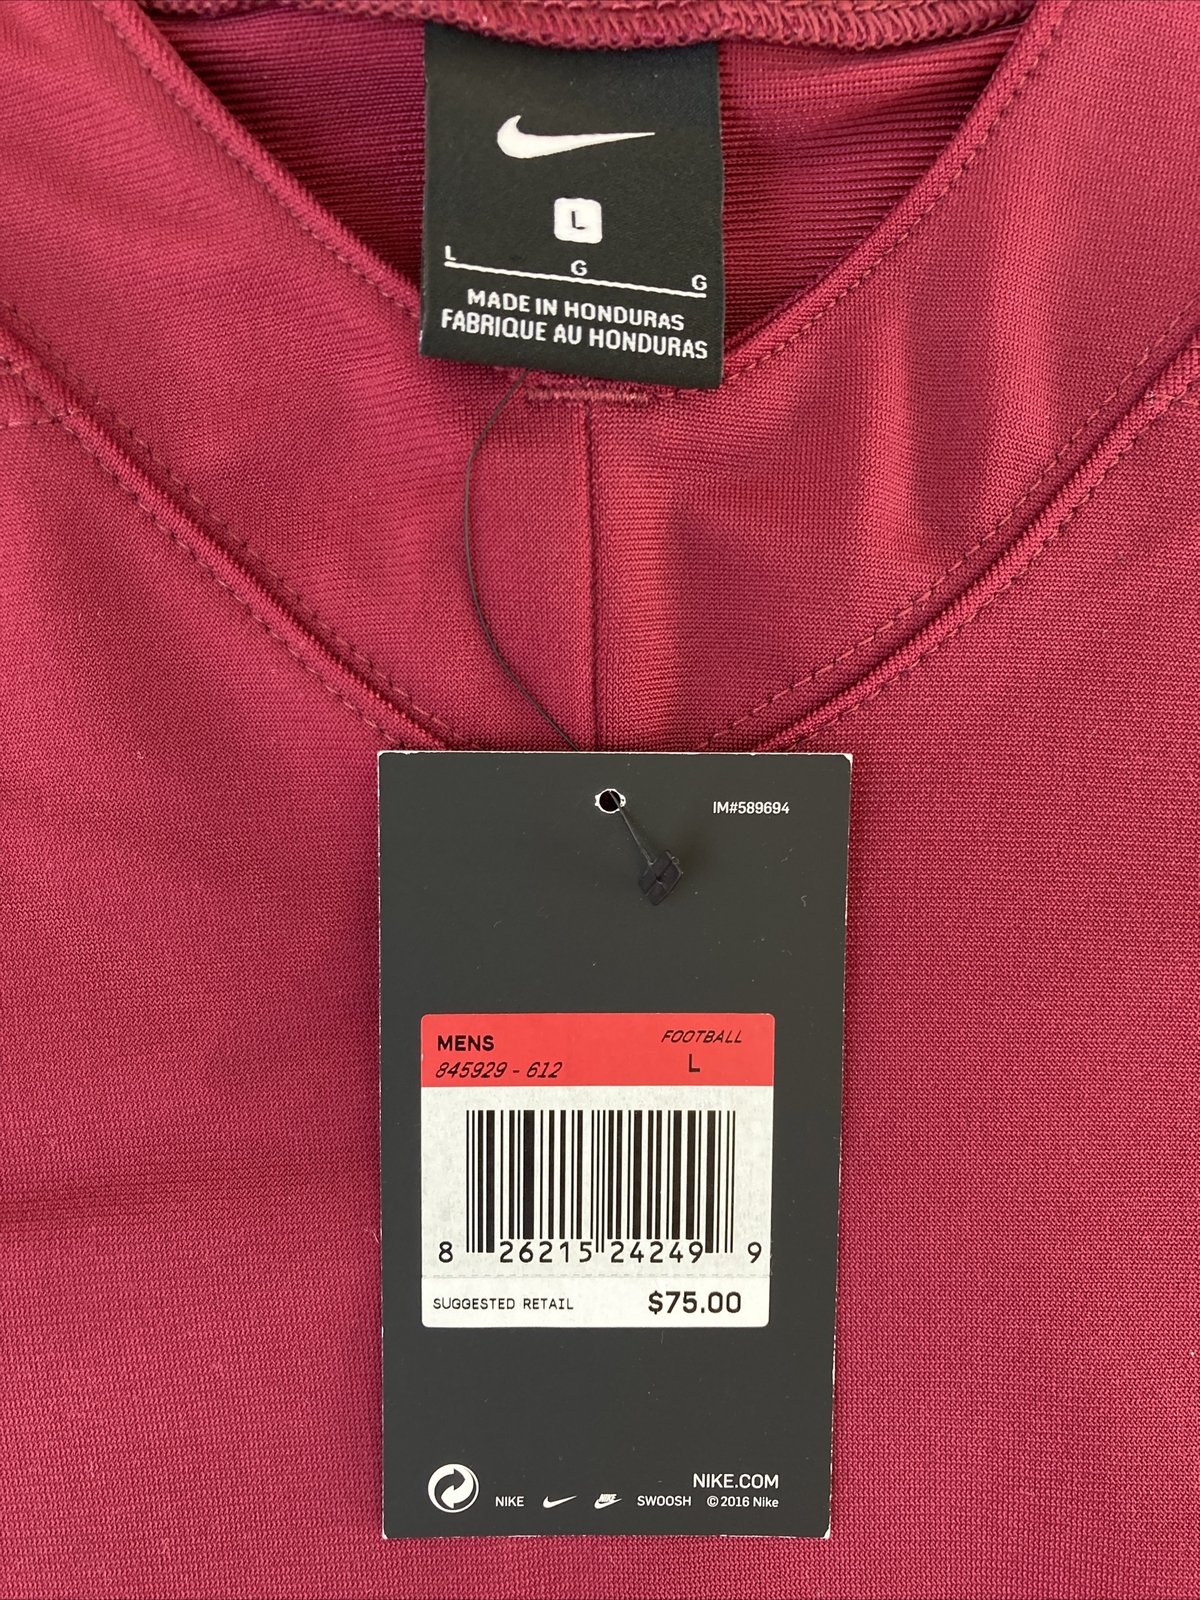 L
L G G
MADE IN HONDURAS
FABRIQUE AU HONDURAS
IM#589694
MENS FOOTBALL
845929 - 612 L
8 26215 24249 9
SUGGESTED RETAIL $75.00
NIKE.COM
NIKE NIKE SWOOSH © 2016 Nike